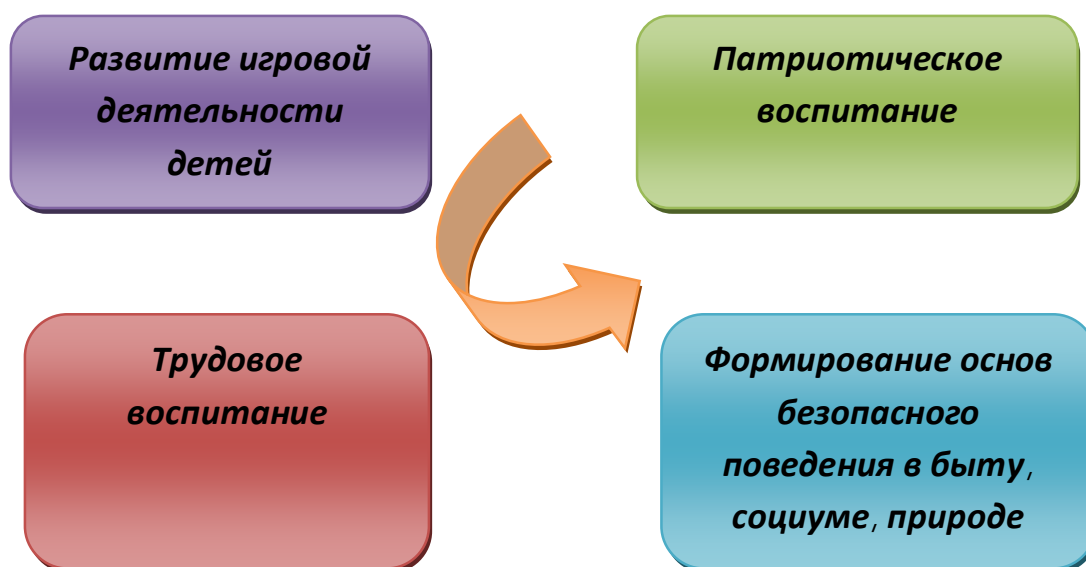 Развитие игровой
деятельности
детей
Патриотическое
воспитание
Трудовое
воспитание
Формирование основ
безопасного
поведения в быту,
социуме, природе